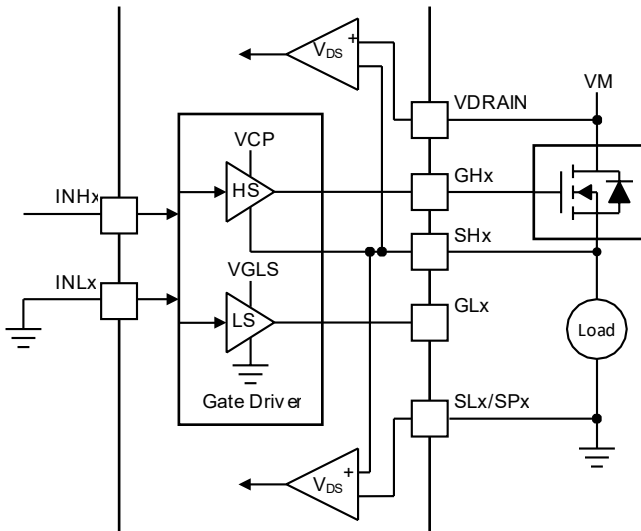 VDS
+
VM
VDRAIN
VCP
INHx
HS
GHx
SHx
VGLS
INLx
LS
GLx
Load
Gate Driver
SLx/SPx
+
VDS